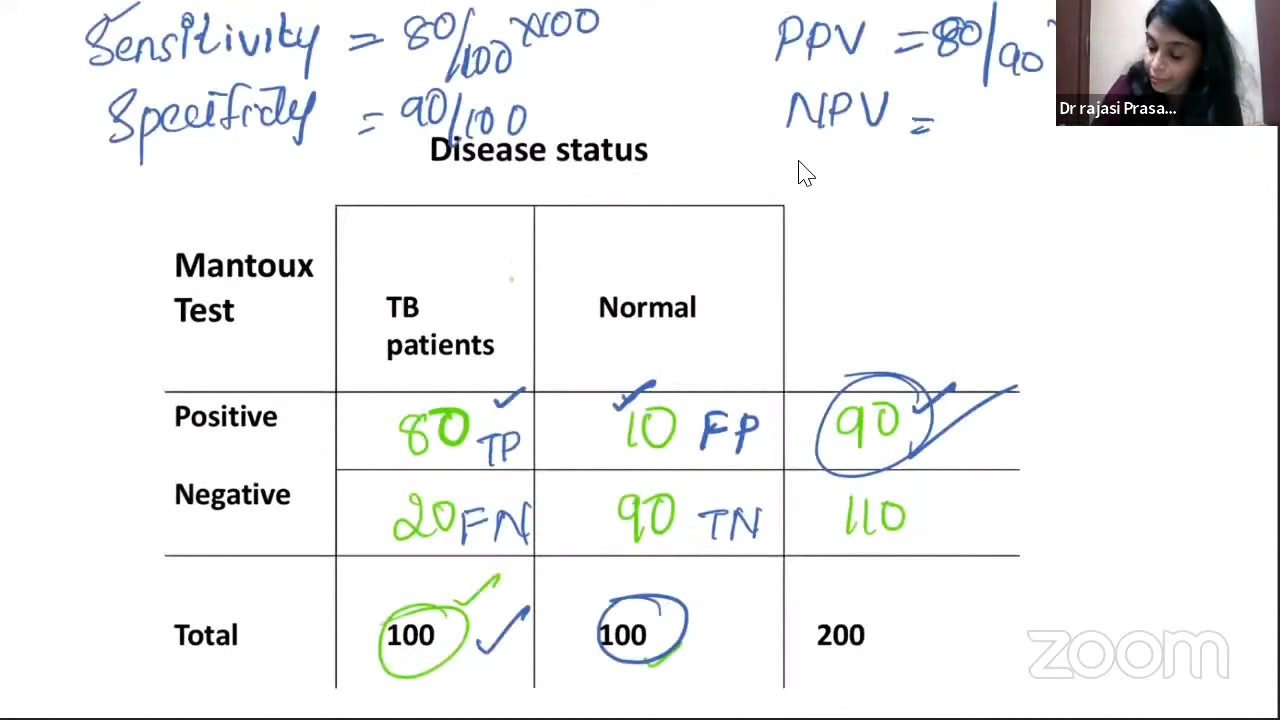 Sensitivity = 80/100 x100
PPV = 80/90
Specificity = 90/100
NPV =
Dr rajasi Prasa...
Disease status
Mantoux
Test
TB
patients
Normal
Positive 80 TP 10 FP 90
Negative 20 FN 90 TN 110
Total 100 100 200
zoom